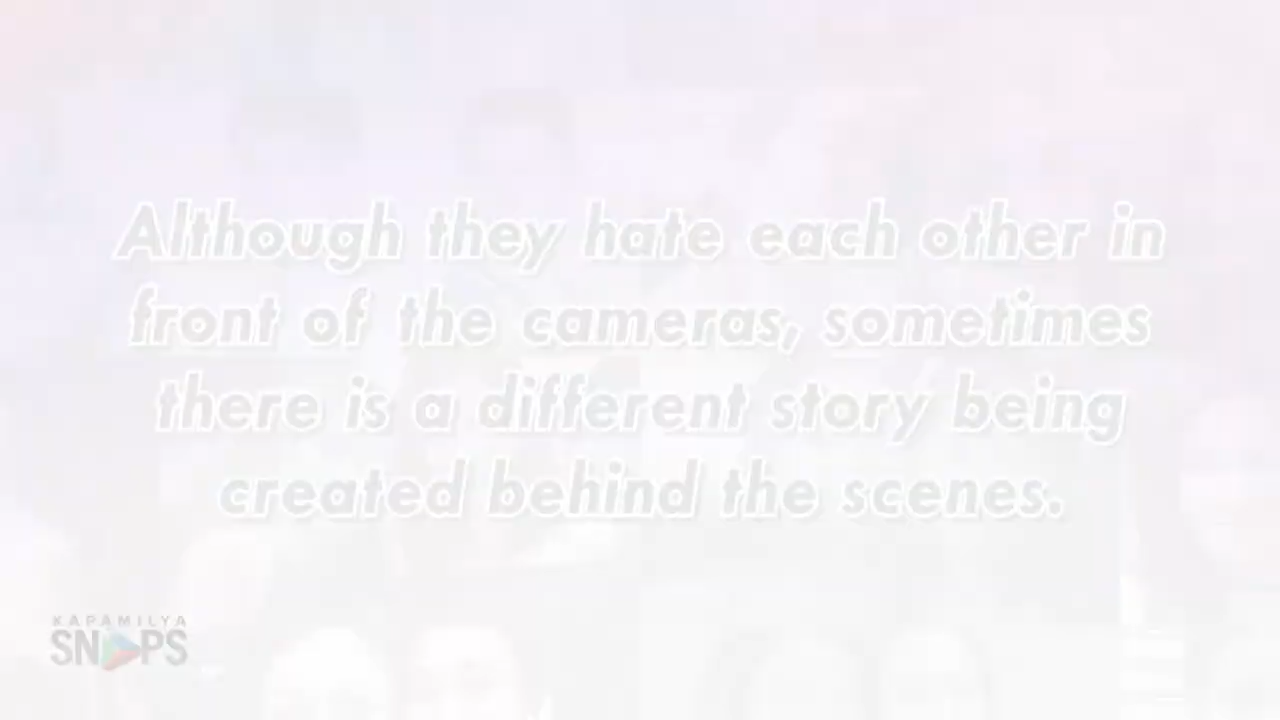 Although they hate each other in
front of the cameras, sometimes
there is a different story being
created behind the scenes.
KAPAMILYA
SNAPS